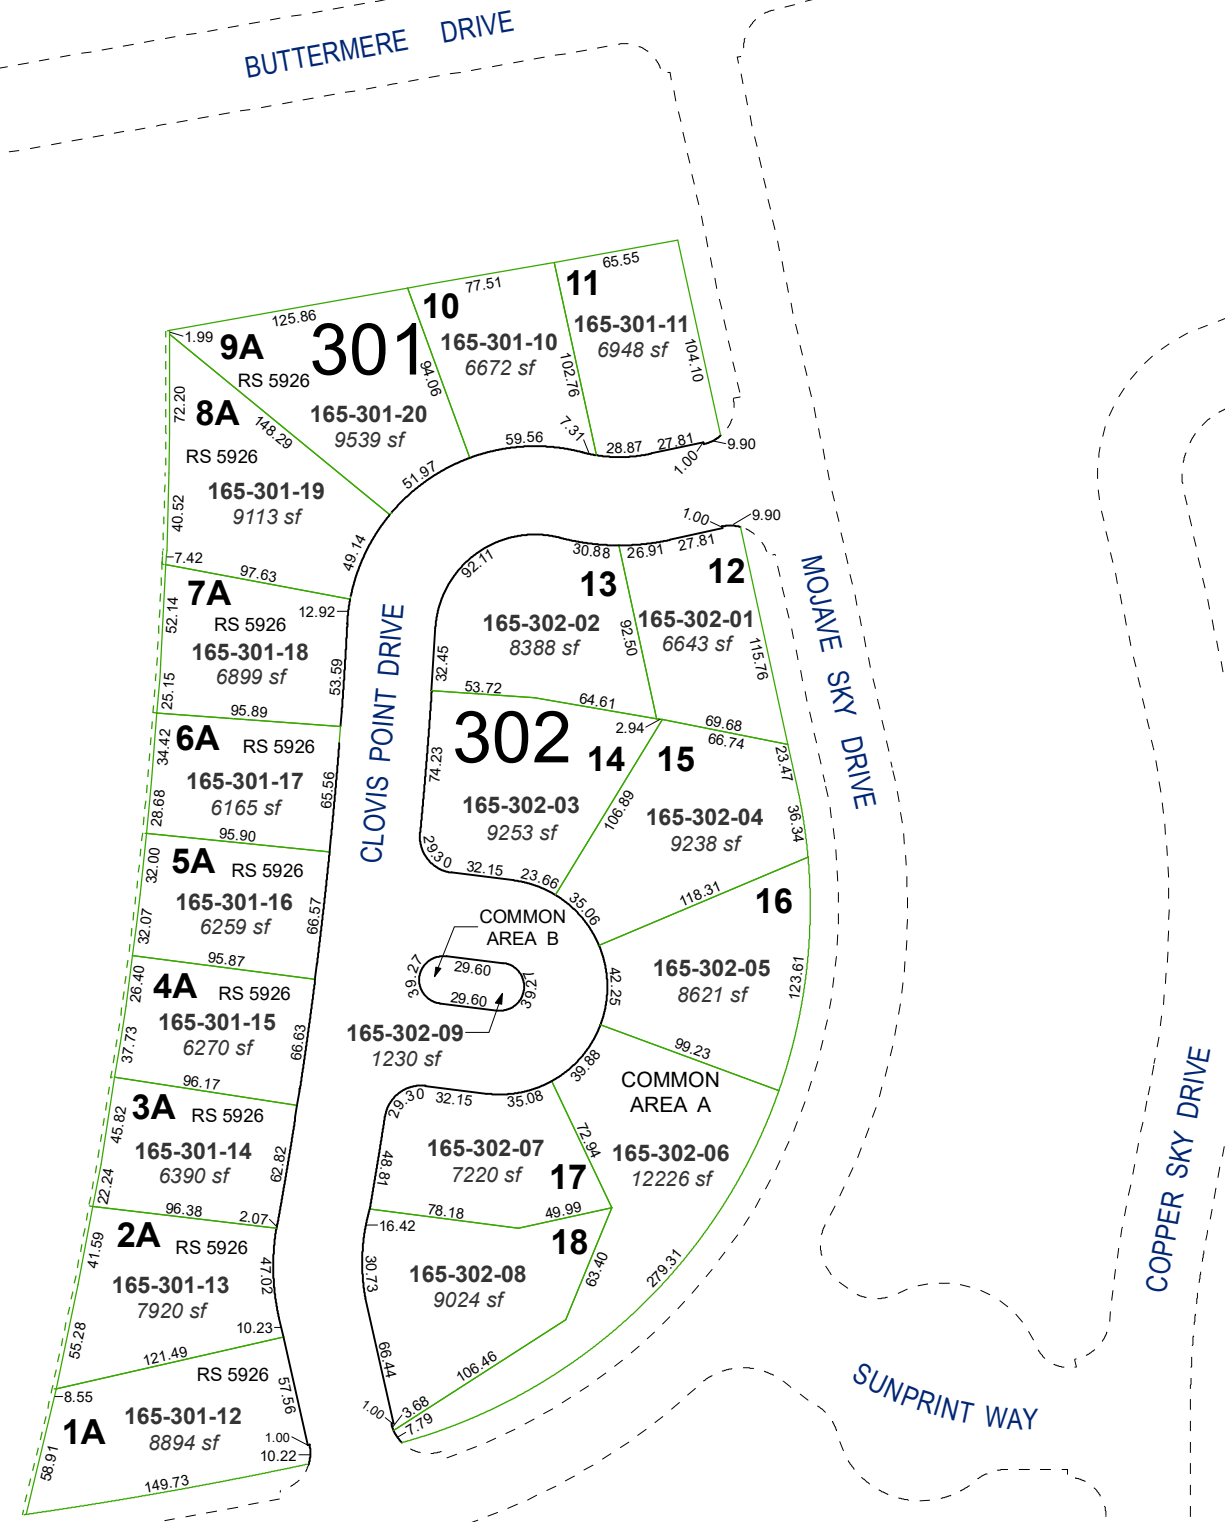 BUTTERMERE DRIVE
65.55
77.51
11
125.86
10
1.99
9A
301
165-301-11
6948 sf
165-301-10
6672 sf
104.10
RS 5926
94.06
102.76
72.20
8A
148.29
165-301-20
9539 sf
7.31
59.56
28.87
27.81
9.90
1.00
RS 5926
51.97
165-301-19
9113 sf
40.52
1.00
9.90
49.14
92.11
30.88
26.91
27.81
7.42
97.63
13
12
7A
12.92
52.14
RS 5926
165-302-02
8388 sf
92.50
165-302-01
6643 sf
115.76
165-301-18
6899 sf
53.59
32.45
25.15
95.89
53.72
64.61
2.94
69.68
66.74
MOJAVE SKY DRIVE
CLOVIS POINT DRIVE
34.42
6A
RS 5926
302
14
15
23.47
165-301-17
6165 sf
65.56
74.23
165-302-03
9253 sf
106.89
165-302-04
9238 sf
36.34
28.68
95.90
29.30
32.15
23.66
32.00
5A
RS 5926
118.31
16
165-301-16
6259 sf
66.57
35.06
32.07
COMMON
AREA B
95.87
39.27
29.60
29.60
39.27
42.25
165-302-05
8621 sf
123.61
26.40
4A
RS 5926
165-301-15
6270 sf
66.63
37.73
165-302-09
1230 sf
99.23
39.88
96.17
COMMON
AREA A
29.30
32.15
35.08
3A
RS 5926
45.82
165-301-14
6390 sf
62.82
22.24
48.81
165-302-07
7220 sf
72.94
17
165-302-06
12226 sf
96.38
2.07
78.18
49.99
16.42
2A
RS 5926
18
41.59
165-301-13
7920 sf
47.02
30.73
165-302-08
9024 sf
63.40
279.31
55.28
10.23
121.49
RS 5926
66.44
106.46
8.55
57.56
1A
165-301-12
8894 sf
1.00
3.68
7.79
1.00
10.22
58.91
149.73
COPPER SKY DRIVE
SUNPRINT WAY